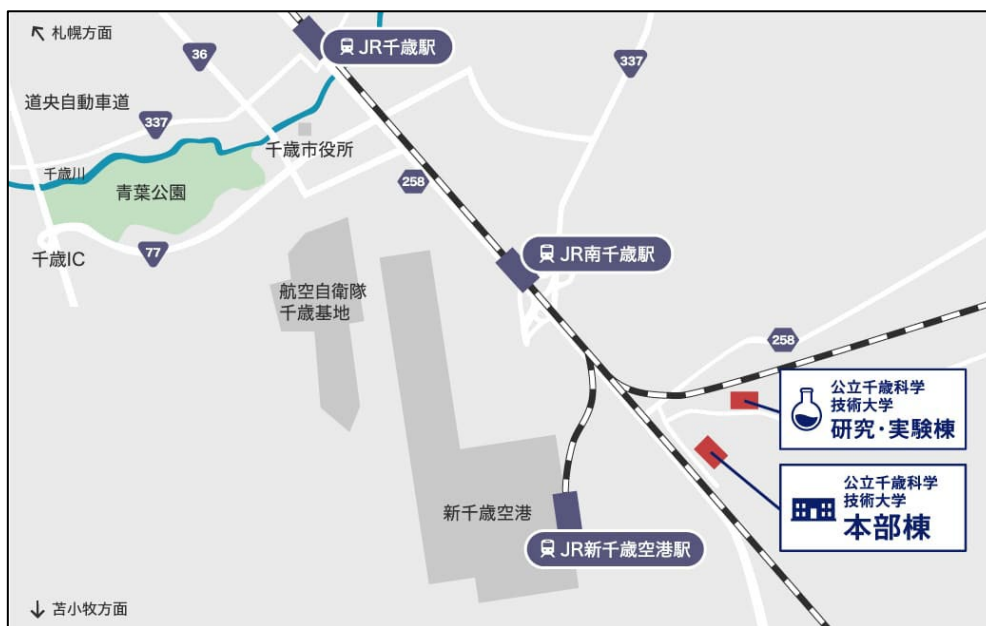 札幌方面
JR千歳駅
36
337
道央自動車道
337
千歳市役所
千歳川
258
青葉公園
77
千歳IC
JR南千歳駅
航空自衛隊
千歳基地
258
公立千歳科学
技術大学
研究・実験棟
公立千歳科学
技術大学
本部棟
新千歳空港
JR新千歳空港駅
苫小牧方面